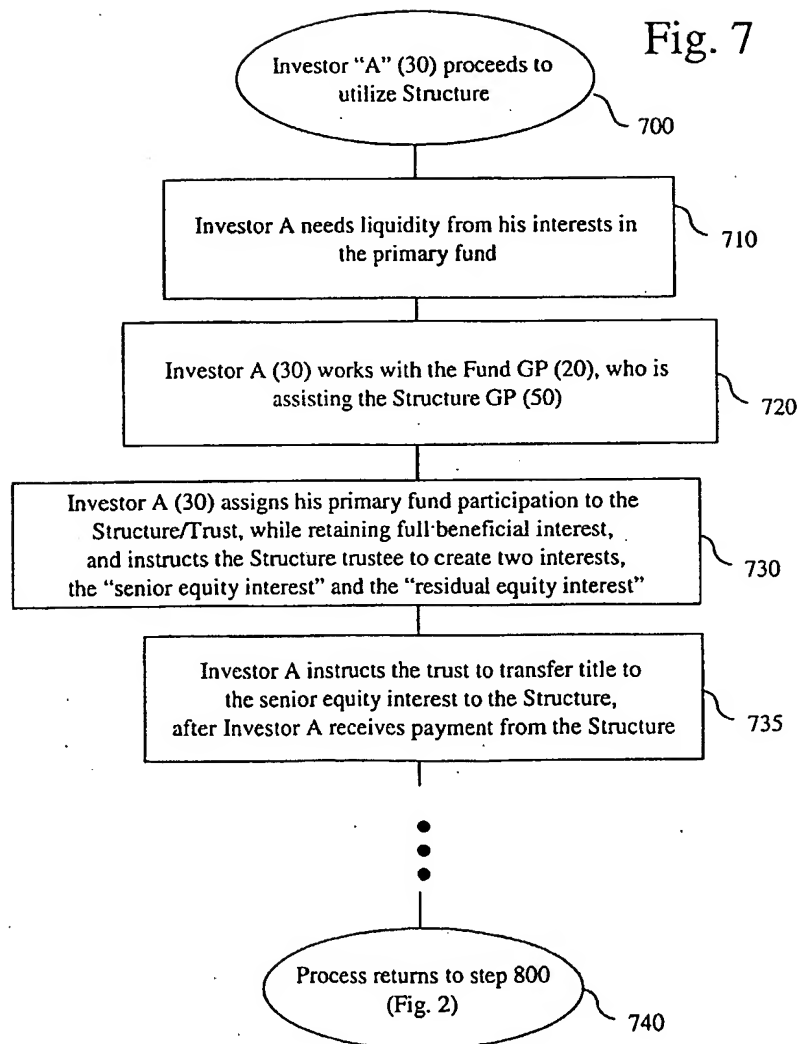 Fig. 7
Investor “A” (30) proceeds to
utilize Structure
700
Investor A needs liquidity from his interests in
the primary fund
710
Investor A (30) works with the Fund GP (20), who is
assisting the Structure GP (50)
720
Investor A (30) assigns his primary fund participation to the
Structure/Trust, while retaining full beneficial interest,
and instructs the Structure trustee to create two interests,
the “senior equity interest” and the “residual equity interest”
730
Investor A instructs the trust to transfer title to
the senior equity interest to the Structure,
after Investor A receives payment from the Structure
735
Process returns to step 800
(Fig. 2)
740